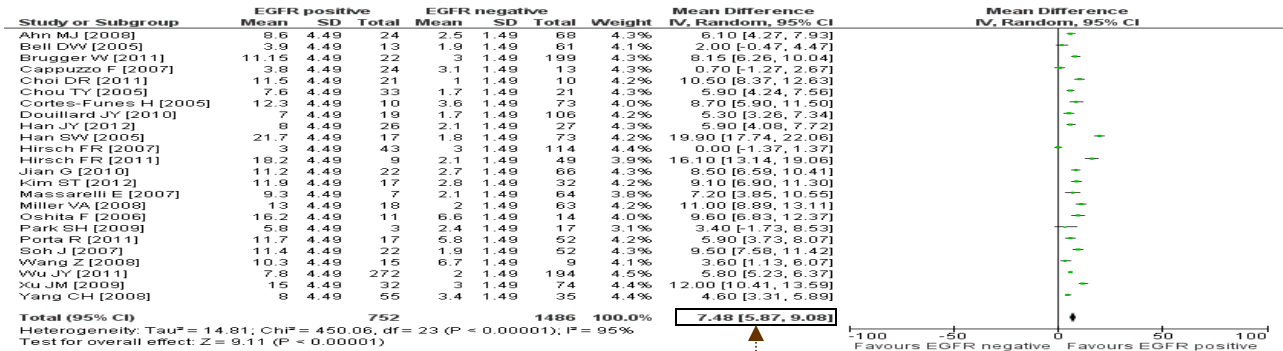 EGFR positive EGFR negative Mean Difference Mean Difference
Study or Subgroup Mean SD Total Mean SD Total Weight IV, Random, 95% CI IV, Random, 95% CI
Ahn MJ [2008] 8.6 4.49 24 2.5 1.49 68 4.3% 6.10 [4.27, 7.93]
Bell DW [2005] 3.9 4.49 13 1.9 1.49 61 4.1% 2.00 [-0.47, 4.47]
Brugger W [2011] 11.15 4.49 22 3 1.49 199 4.3% 8.15 [6.26, 10.04]
Cappuzzo F [2007] 3.8 4.49 24 3.1 1.49 13 4.2% 0.70 [-1.27, 2.67]
Choi DR [2011] 11.5 4.49 21 1 1.49 10 4.2% 10.50 [8.37, 12.63]
Chou TY [2005] 7.6 4.49 33 1.7 1.49 21 4.3% 5.90 [4.24, 7.56]
Cortes-Funes H [2005] 12.3 4.49 10 3.6 1.49 73 4.0% 8.70 [5.90, 11.50]
Douillard JY [2010] 7 4.49 19 1.7 1.49 106 4.2% 5.30 [3.26, 7.34]
Han JY [2012] 8 4.49 26 2.1 1.49 27 4.3% 5.90 [4.08, 7.72]
Han SW [2005] 21.7 4.49 17 1.8 1.49 73 4.2% 19.90 [17.74, 22.06]
Hirsch FR [2007] 3 4.49 43 3 1.49 114 4.4% 0.00 [-1.37, 1.37]
Hirsch FR [2011] 18.2 4.49 9 2.1 1.49 49 3.9% 16.10 [13.14, 19.06]
Jian G [2010] 11.2 4.49 22 2.7 1.49 66 4.3% 8.50 [6.59, 10.41]
Kim ST [2012] 11.9 4.49 17 2.8 1.49 32 4.2% 9.10 [6.90, 11.30]
Massarelli E [2007] 9.3 4.49 7 2.1 1.49 64 3.8% 7.20 [3.85, 10.55]
Miller VA [2008] 13 4.49 18 2 1.49 63 4.2% 11.00 [8.89, 13.11]
Oshita F [2006] 16.2 4.49 11 6.6 1.49 14 4.0% 9.60 [6.83, 12.37]
Park SH [2009] 5.8 4.49 3 2.4 1.49 17 3.2% 3.40 [-1.73, 8.53]
Porta R [2011] 11.7 4.49 17 5.8 1.49 52 4.2% 5.90 [3.73, 8.07]
Soh J [2007] 11.4 4.49 22 1.9 1.49 52 4.2% 9.50 [7.58, 11.42]
Wang Z [2008] 10.3 4.49 15 6.7 1.49 9 4.1% 3.60 [1.13, 6.07]
Wu JY [2011] 7.8 4.49 272 2 1.49 194 4.5% 5.80 [5.23, 6.37]
Xu JM [2009] 15 4.49 32 3 1.49 74 4.3% 12.00 [10.41, 13.59]
Yang CH [2008] 8 4.49 55 3.4 1.49 35 4.4% 4.60 [3.31, 5.89]
Total (95% CI) 752 1486 100.0% 7.48 [5.87, 9.08]
Heterogeneity: Tau² = 14.81; Chi² = 450.06, df = 23 (P < 0.00001); I² = 95%
Test for overall effect: Z = 9.11 (P < 0.00001)
-100 -50 0 50 100
Favours EGFR negative Favours EGFR positive